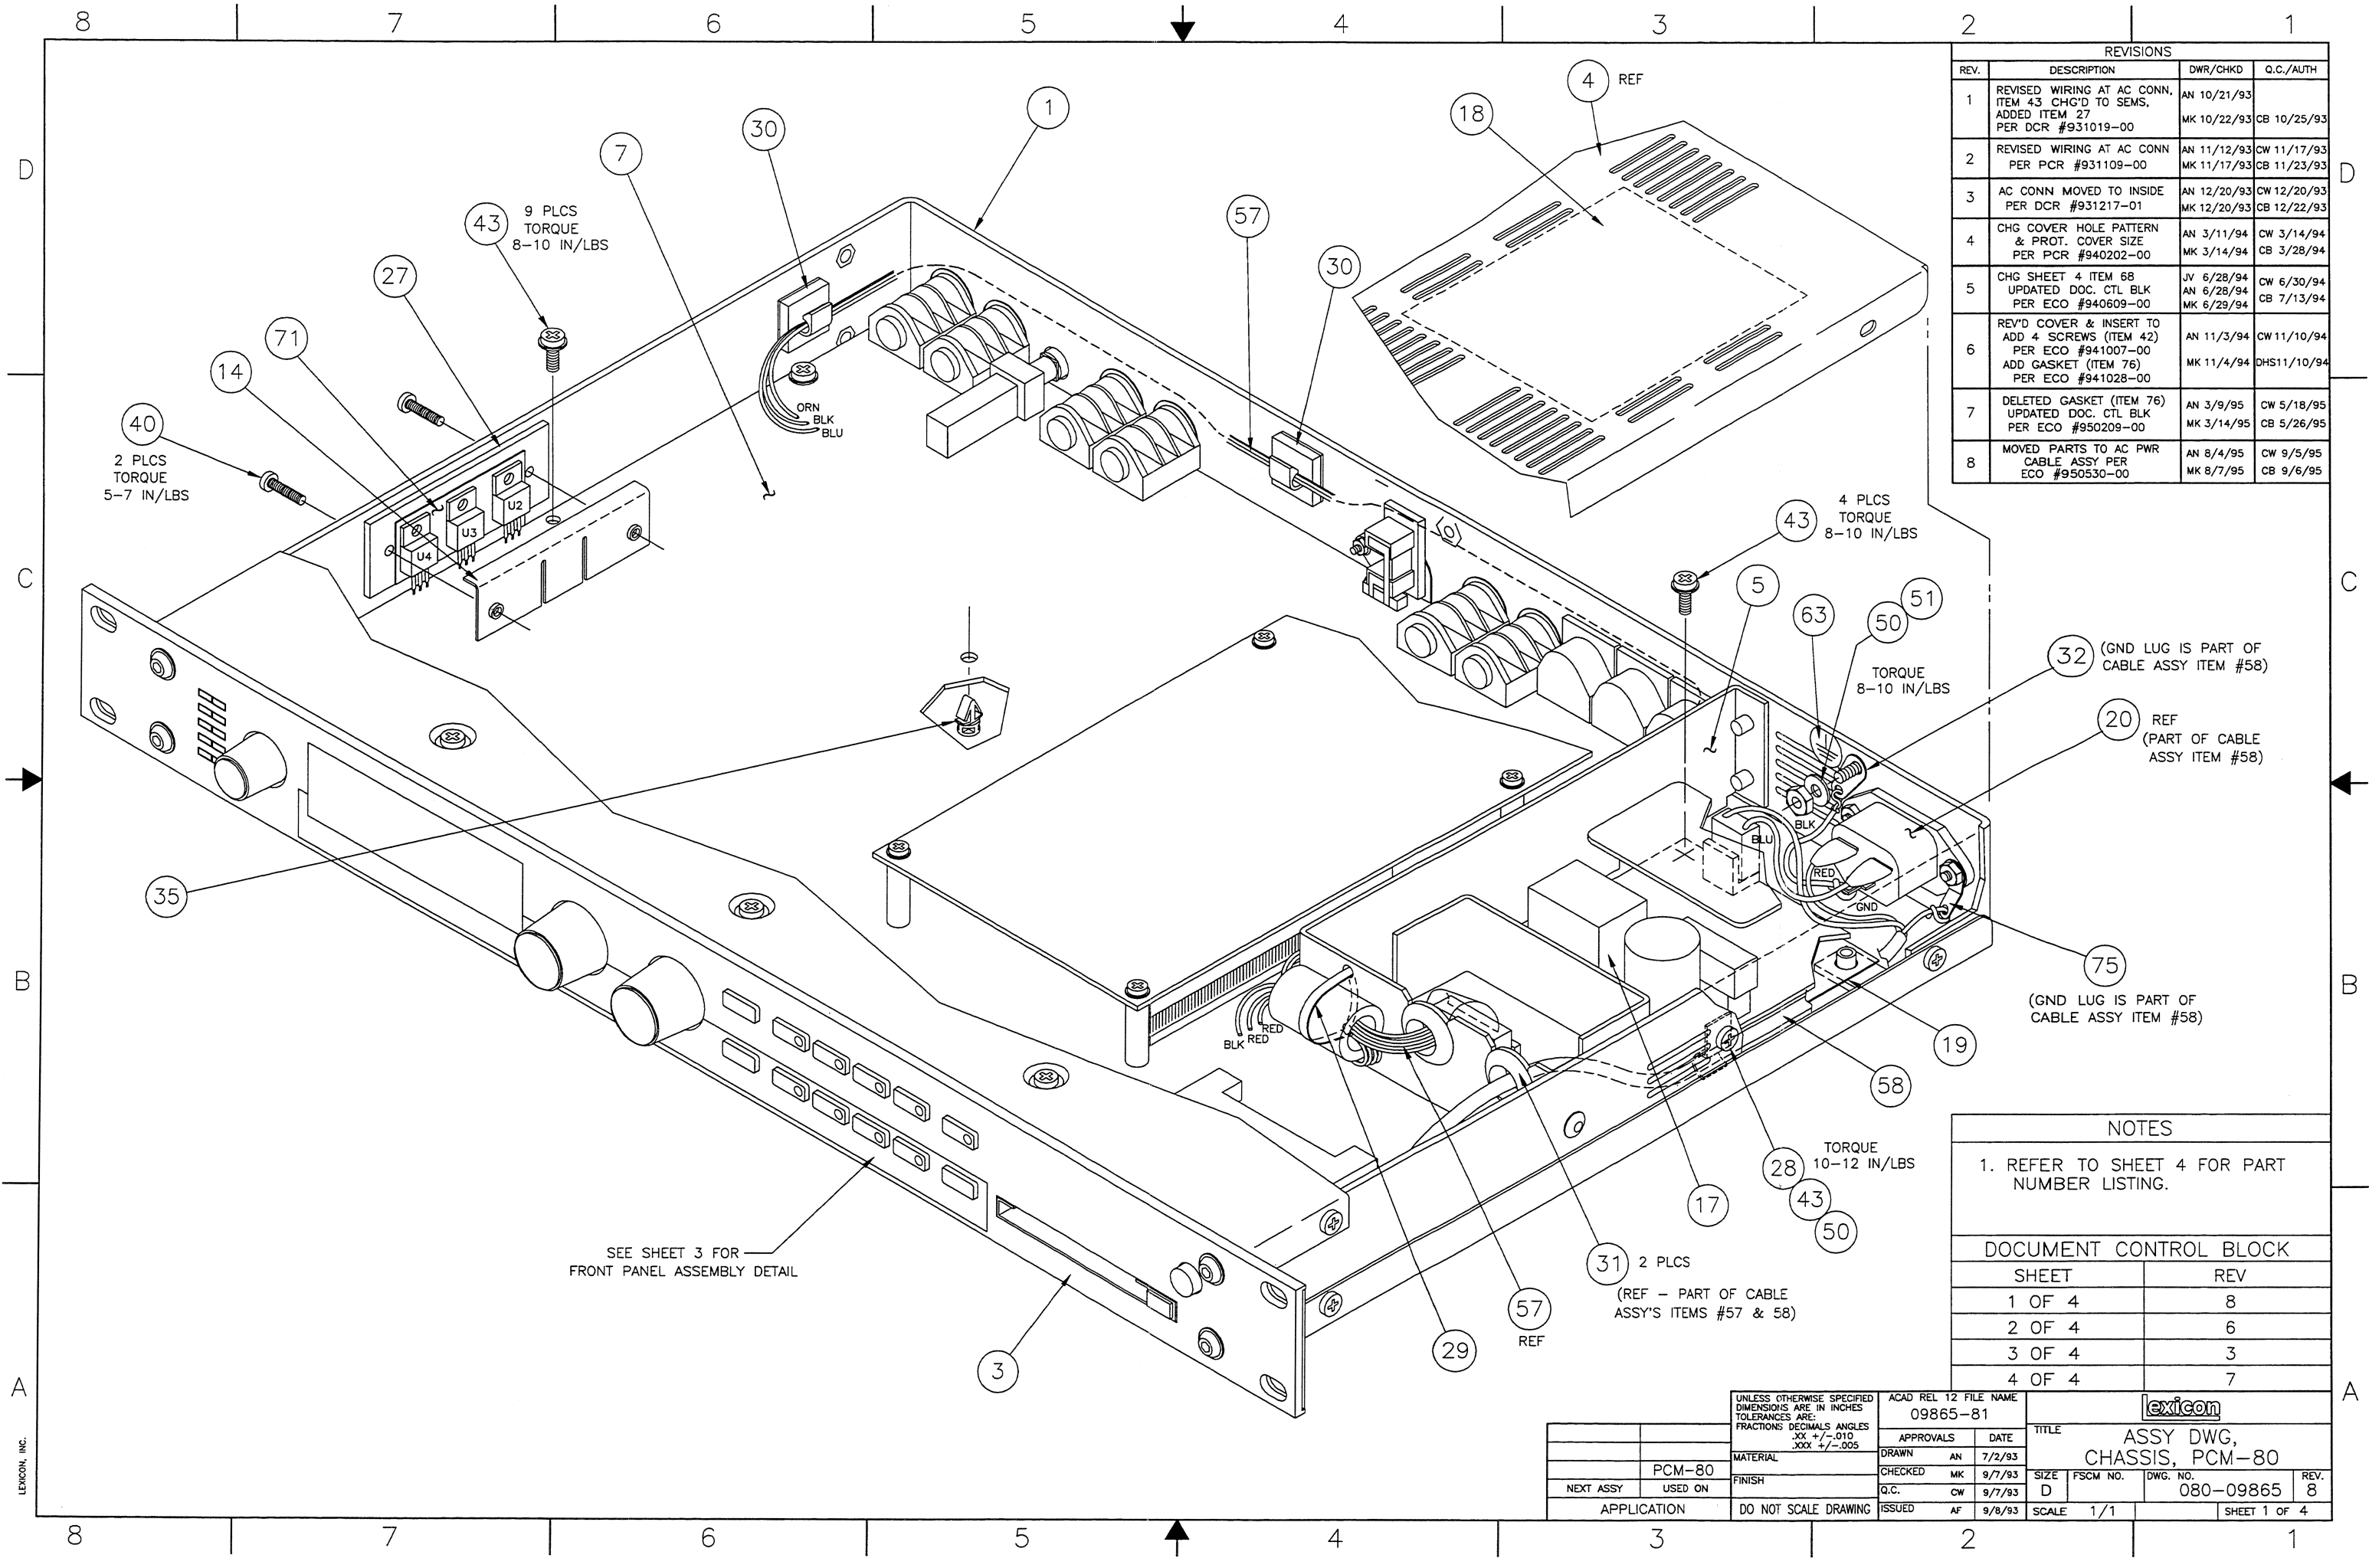 8 7 6 5 4 3 2 1
D
C
B
A
D
C
B
A
REVISIONS
REV. DESCRIPTION DWR/CHKD Q.C./AUTH
1 REVISED WIRING AT AC CONN, AN 10/21/93
ITEM 43 CHG'D TO SEMS,
ADDED ITEM 27 MK 10/22/93 CB 10/25/93
PER DCR #931019-00
2 REVISED WIRING AT AC CONN AN 11/12/93 CW 11/17/93
PER PCR #931109-00 MK 11/17/93 CB 11/23/93
3 AC CONN MOVED TO INSIDE AN 12/20/93 CW 12/20/93
PER DCR #931217-01 MK 12/20/93 CB 12/22/93
4 CHG COVER HOLE PATTERN AN 3/11/94 CW 3/14/94
& PROT. COVER SIZE
PER PCR #940202-00 MK 3/14/94 CB 3/28/94
5 CHG SHEET 4 ITEM 68 JV 6/28/94 CW 6/30/94
UPDATED DOC. CTL BLK AN 6/28/94
PER ECO #940609-00 MK 6/29/94 CB 7/13/94
6 REV'D COVER & INSERT TO
ADD 4 SCREWS (ITEM 42) AN 11/3/94 CW 11/10/94
PER ECO #941007-00
ADD GASKET (ITEM 76) MK 11/4/94 DHS11/10/94
PER ECO #941028-00
7 DELETED GASKET (ITEM 76) AN 3/9/95 CW 5/18/95
UPDATED DOC. CTL BLK
PER ECO #950209-00 MK 3/14/95 CB 5/26/95
8 MOVED PARTS TO AC PWR AN 8/4/95 CW 9/5/95
CABLE ASSY PER
ECO #950530-00 MK 8/7/95 CB 9/6/95
4 REF
18
1
30
7
43 9 PLCS
TORQUE
8-10 IN/LBS
27
71
14
40
2 PLCS
TORQUE
5-7 IN/LBS
U4
U3
U2
ORN
BLK
BLU
57
30
43 4 PLCS
TORQUE
8-10 IN/LBS
5
63
50
51
TORQUE
8-10 IN/LBS
32 (GND LUG IS PART OF
CABLE ASSY ITEM #58)
20 REF
(PART OF CABLE
ASSY ITEM #58)
BLK
BLU
RED
GND
75
(GND LUG IS PART OF
CABLE ASSY ITEM #58)
19
58
35
BLK
RED
RED
TORQUE
10-12 IN/LBS
28
43
50
17
31 2 PLCS
(REF - PART OF CABLE
ASSY'S ITEMS #57 & 58)
57
REF
29
3
SEE SHEET 3 FOR
FRONT PANEL ASSEMBLY DETAIL
NOTES
1. REFER TO SHEET 4 FOR PART
NUMBER LISTING.
DOCUMENT CONTROL BLOCK
SHEET REV
1 OF 4 8
2 OF 4 6
3 OF 4 3
4 OF 4 7
UNLESS OTHERWISE SPECIFIED
DIMENSIONS ARE IN INCHES
TOLERANCES ARE:
FRACTIONS DECIMALS ANGLES
.XX +/-.010
.XXX +/-.005
MATERIAL
FINISH
DO NOT SCALE DRAWING
PCM-80
NEXT ASSY USED ON
APPLICATION
ACAD REL 12 FILE NAME
09865-81
APPROVALS DATE
DRAWN AN 7/2/93
CHECKED MK 9/7/93
Q.C. CW 9/7/93
ISSUED AF 9/8/93
lexicon
TITLE
ASSY DWG,
CHASSIS, PCM-80
SIZE D
FSCM NO.
DWG. NO. 080-09865
REV. 8
SCALE 1/1
SHEET 1 OF 4
LEXICON, INC.
8 7 6 5 4 3 2 1